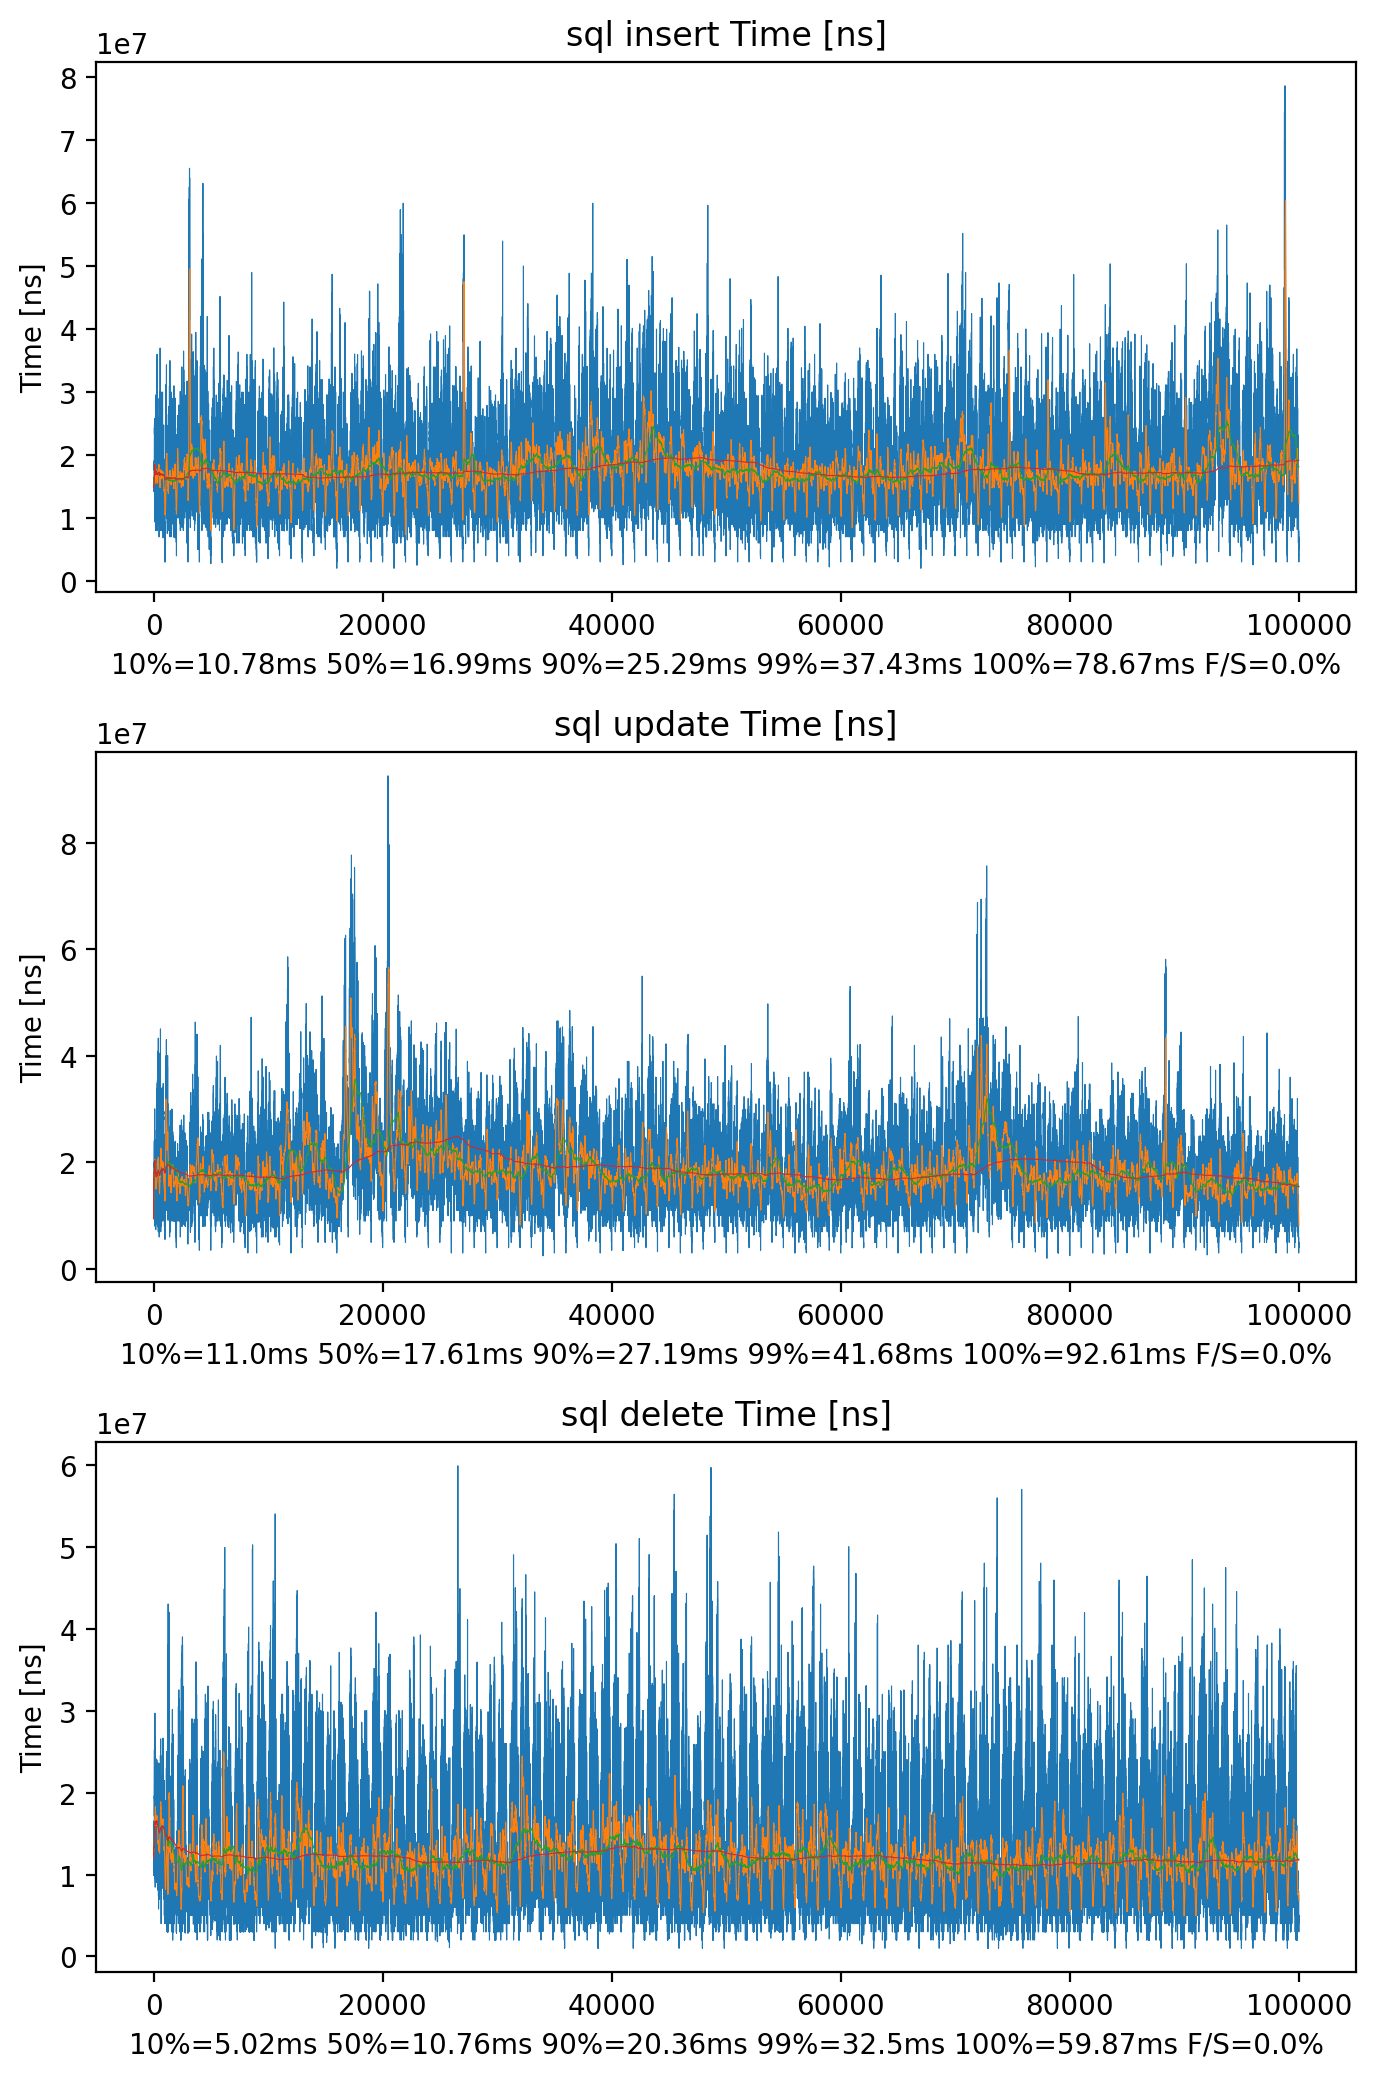 sql insert Time [ns]
1e7
8
7
6
5
4
3
2
1
0
Time [ns]
0 20000 40000 60000 80000 100000
10%=10.78ms 50%=16.99ms 90%=25.29ms 99%=37.43ms 100%=78.67ms F/S=0.0%
sql update Time [ns]
1e7
8
6
4
2
0
Time [ns]
0 20000 40000 60000 80000 100000
10%=11.0ms 50%=17.61ms 90%=27.19ms 99%=41.68ms 100%=92.61ms F/S=0.0%
sql delete Time [ns]
1e7
6
5
4
3
2
1
0
Time [ns]
0 20000 40000 60000 80000 100000
10%=5.02ms 50%=10.76ms 90%=20.36ms 99%=32.5ms 100%=59.87ms F/S=0.0%